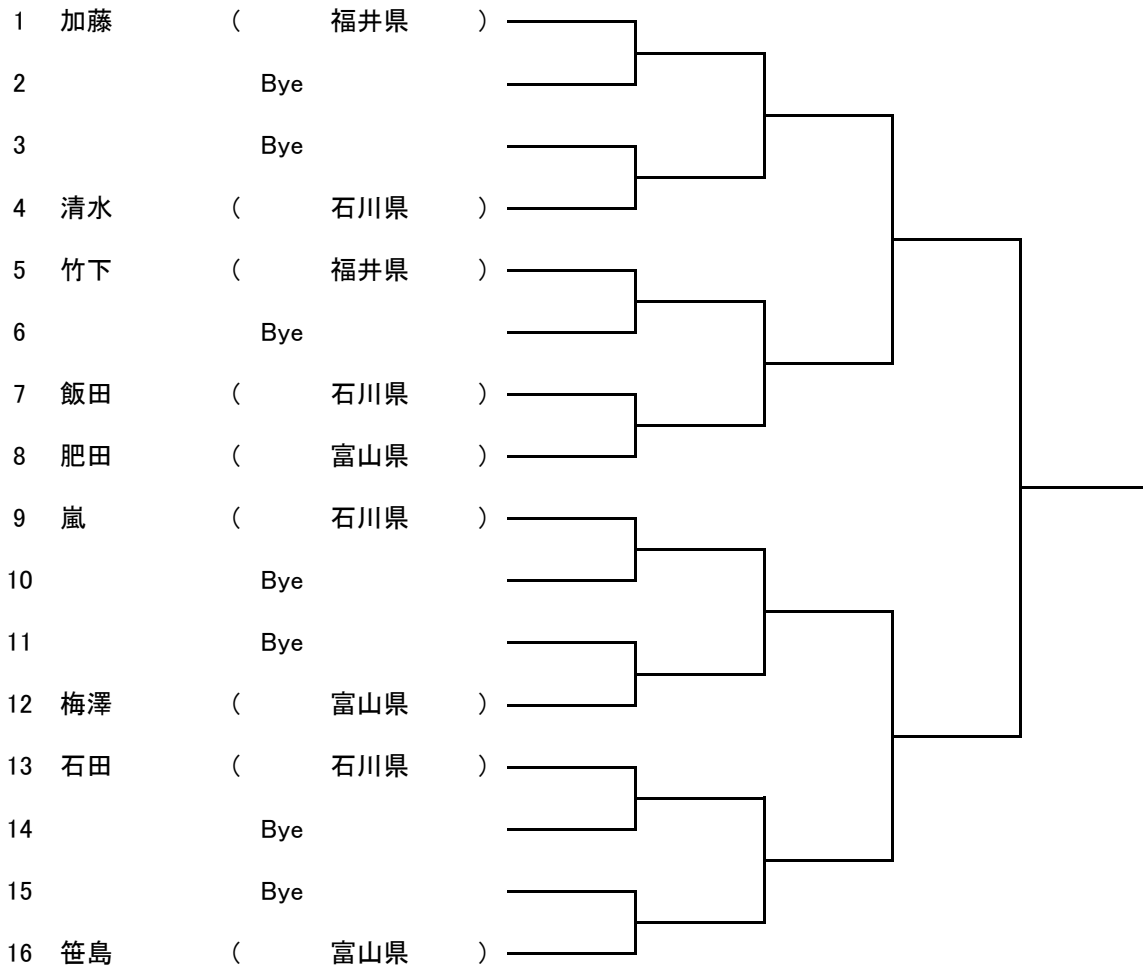 1 加藤 ( 福井県 )
2 Bye
3 Bye
4 清水 ( 石川県 )
5 竹下 ( 福井県 )
6 Bye
7 飯田 ( 石川県 )
8 肥田 ( 富山県 )
9 嵐 ( 石川県 )
10 Bye
11 Bye
12 梅澤 ( 富山県 )
13 石田 ( 石川県 )
14 Bye
15 Bye
16 笹島 ( 富山県 )